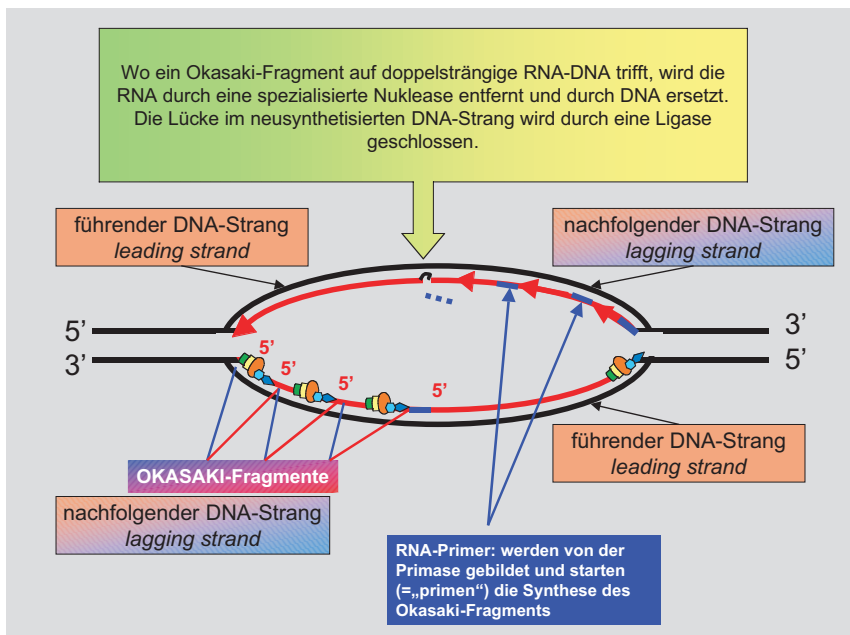 Wo ein Okasaki-Fragment auf doppelsträngige RNA-DNA trifft, wird die
RNA durch eine spezialisierte Nuklease entfernt und durch DNA ersetzt.
Die Lücke im neusynthetisierten DNA-Strang wird durch eine Ligase
geschlossen.
führender DNA-Strang
leading strand
nachfolgender DNA-Strang
lagging strand
5’
3’
3’
5’
5’
5’
5’
5’
OKASAKI-Fragmente
führender DNA-Strang
leading strand
nachfolgender DNA-Strang
lagging strand
RNA-Primer: werden von der
Primase gebildet und starten
(=„primen“) die Synthese des
Okasaki-Fragments